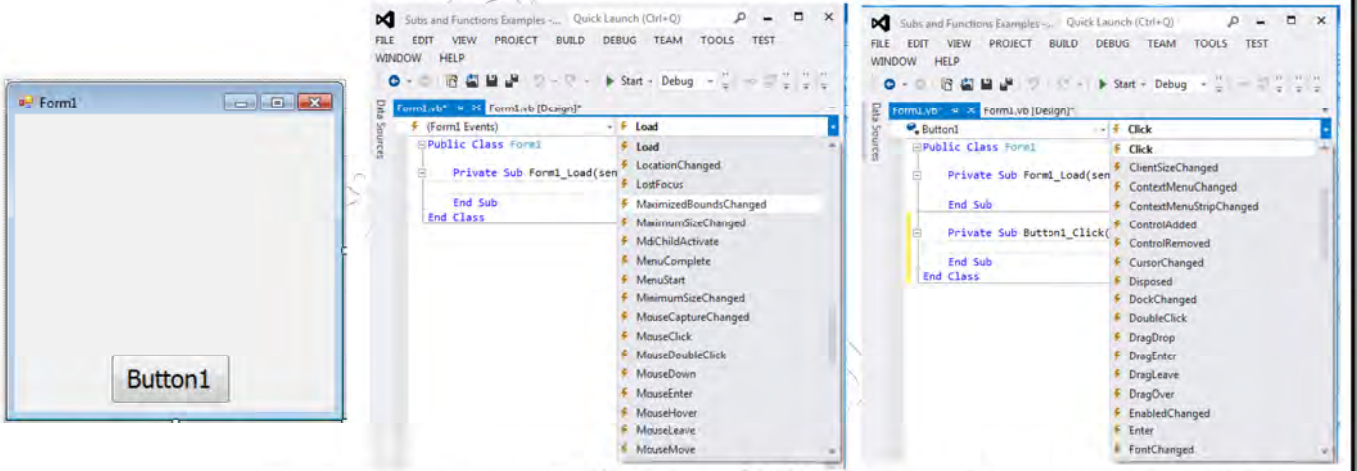 Form1
Button1
Subs and Functions Examples -... Quick Launch (Ctrl+Q)
FILE EDIT VIEW PROJECT BUILD DEBUG TEAM TOOLS TEST
WINDOW HELP
Start Debug
Data Sources
Form1.vb* Form1.vb [Design]*
(Form1 Events) Load
Public Class Form1
Private Sub Form1_Load(sen
End Sub
End Class
Load
LocationChanged
LostFocus
MaximizedBoundsChanged
MaximumSizeChanged
MdiChildActivate
MenuComplete
MenuStart
MinimumSizeChanged
MouseCaptureChanged
MouseClick
MouseDoubleClick
MouseDown
MouseEnter
MouseHover
MouseLeave
MouseMove
Subs and Functions Examples -... Quick Launch (Ctrl+Q)
FILE EDIT VIEW PROJECT BUILD DEBUG TEAM TOOLS TEST
WINDOW HELP
Start Debug
Data Sources
Form1.vb* Form1.vb [Design]*
Button1 Click
Public Class Form1
Private Sub Form1_Load(sen
End Sub
Private Sub Button1_Click(
End Sub
End Class
Click
ClientSizeChanged
ContextMenuChanged
ContextMenuStripChanged
ControlAdded
ControlRemoved
CursorChanged
Disposed
DockChanged
DoubleClick
DragDrop
DragEnter
DragLeave
DragOver
EnabledChanged
Enter
FontChanged